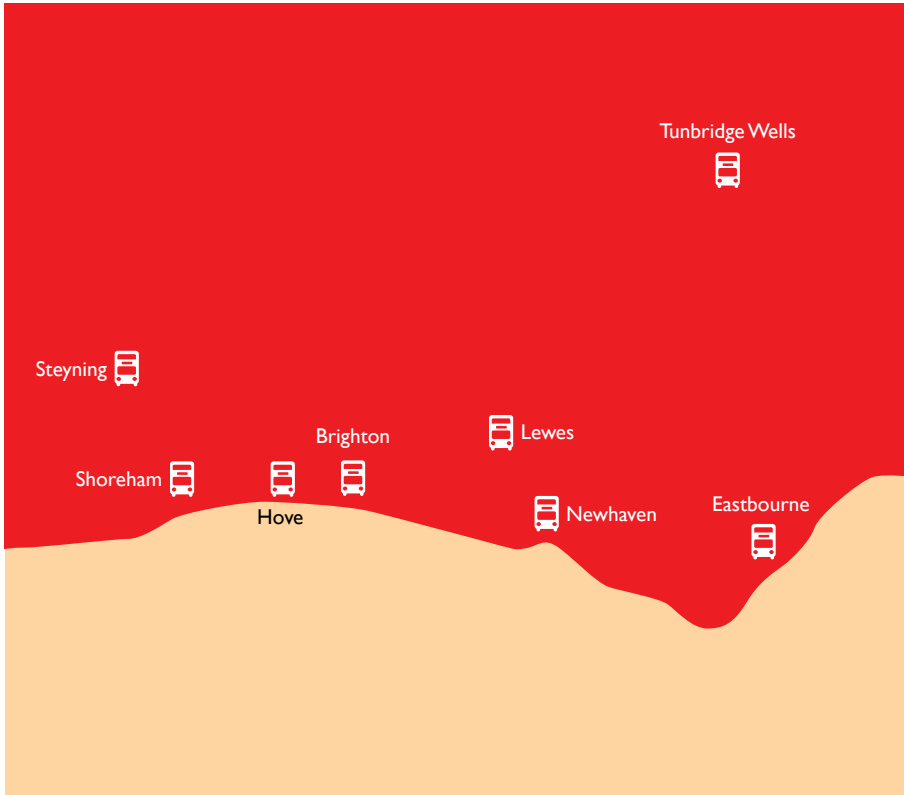 Tunbridge Wells
Steyning
Lewes
Brighton
Shoreham
Hove
Newhaven
Eastbourne